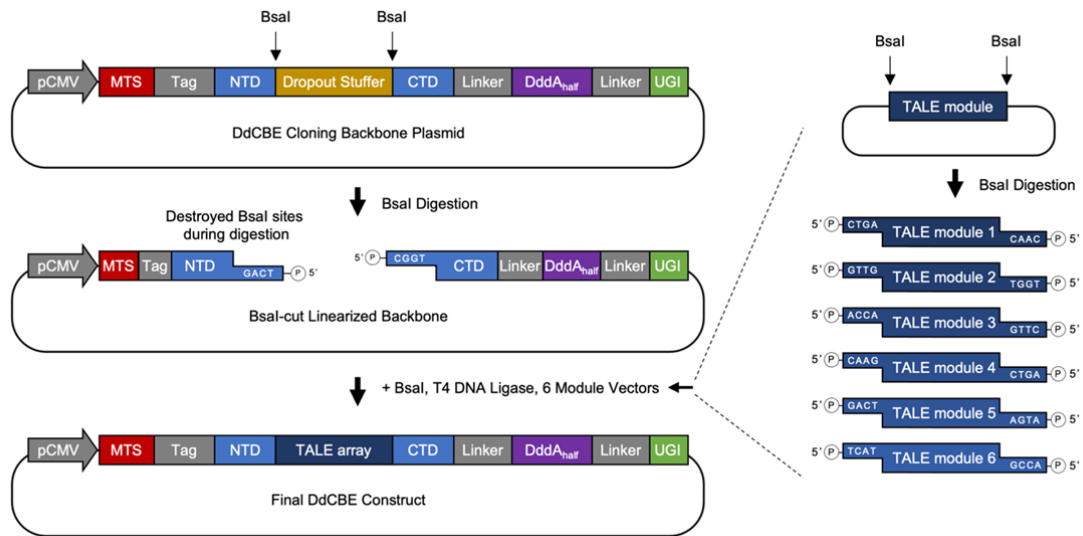 BsaI BsaI
pCMV MTS Tag NTD Dropout Stuffer CTD Linker DddAhalf Linker UGI
DdCBE Cloning Backbone Plasmid
BsaI Digestion
Destroyed BsaI sites
during digestion
pCMV MTS Tag NTD GACT P 5' 5' P CGGT CTD Linker DddAhalf Linker UGI
BsaI-cut Linearized Backbone
+ BsaI, T4 DNA Ligase, 6 Module Vectors
pCMV MTS Tag NTD TALE array CTD Linker DddAhalf Linker UGI
Final DdCBE Construct
BsaI BsaI
TALE module
BsaI Digestion
5' P CTGA TALE module 1 CAAC P 5'
5' P GTTG TALE module 2 TGGT P 5'
5' P ACCA TALE module 3 GTTC P 5'
5' P CAAG TALE module 4 CTGA P 5'
5' P GACT TALE module 5 AGTA P 5'
5' P TCAT TALE module 6 GCCA P 5'